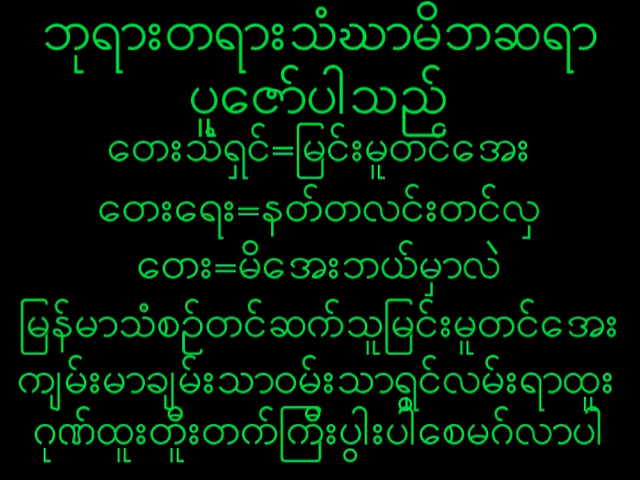 ဘုရားတရားသံဃာမိဘဆရာ
ပူဇော်ပါသည်
တေးသံရှင်=မြင်းမူတင်အေး
တေးရေး=နတ်တလင်းတင်လှ
တေး=မိအေးဘယ်မှာလဲ
မြန်မာသံစဉ်တင်ဆက်သူမြင်းမူတင်အေး
ကျမ်းမာချမ်းသာဝမ်းသာရွှင်လမ်းရာထူး
ဂုဏ်ထူးတိူးတက်ကြီးပွါးပါစေမင်္ဂလာပါ